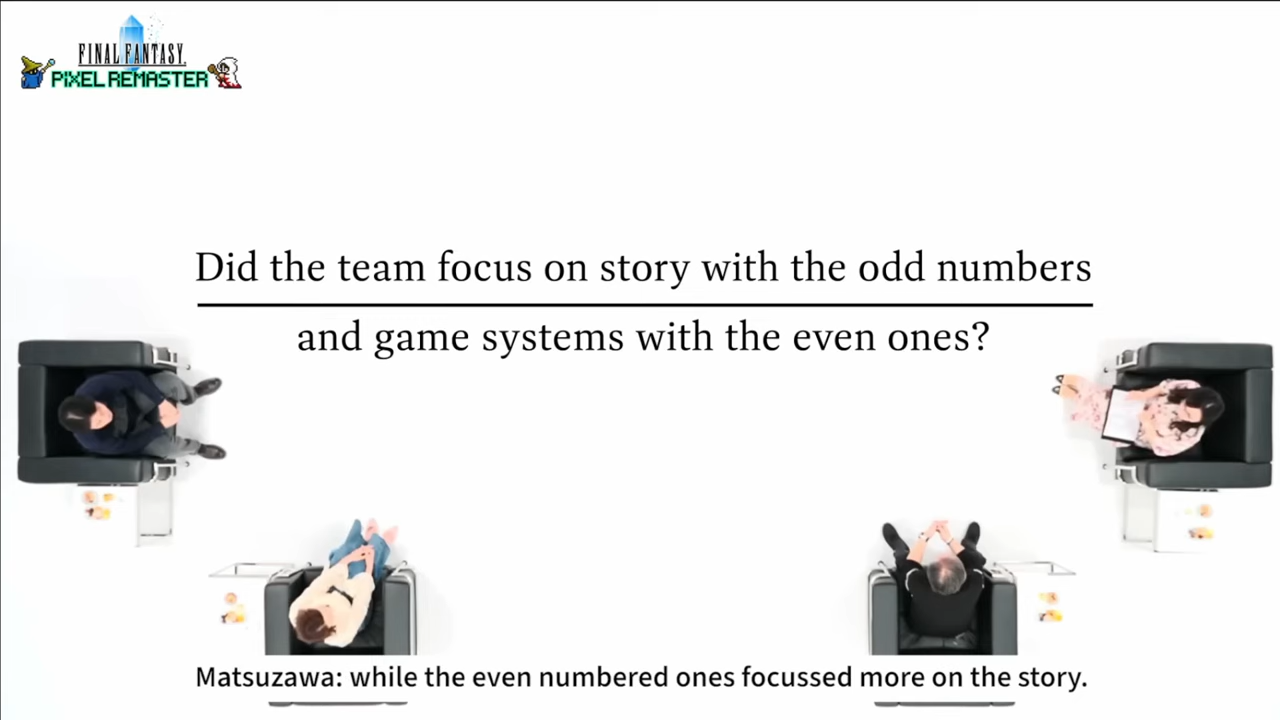 FINAL FANTASY
PIXEL REMASTER
Did the team focus on story with the odd numbers
and game systems with the even ones?
Matsuzawa: while the even numbered ones focussed more on the story.